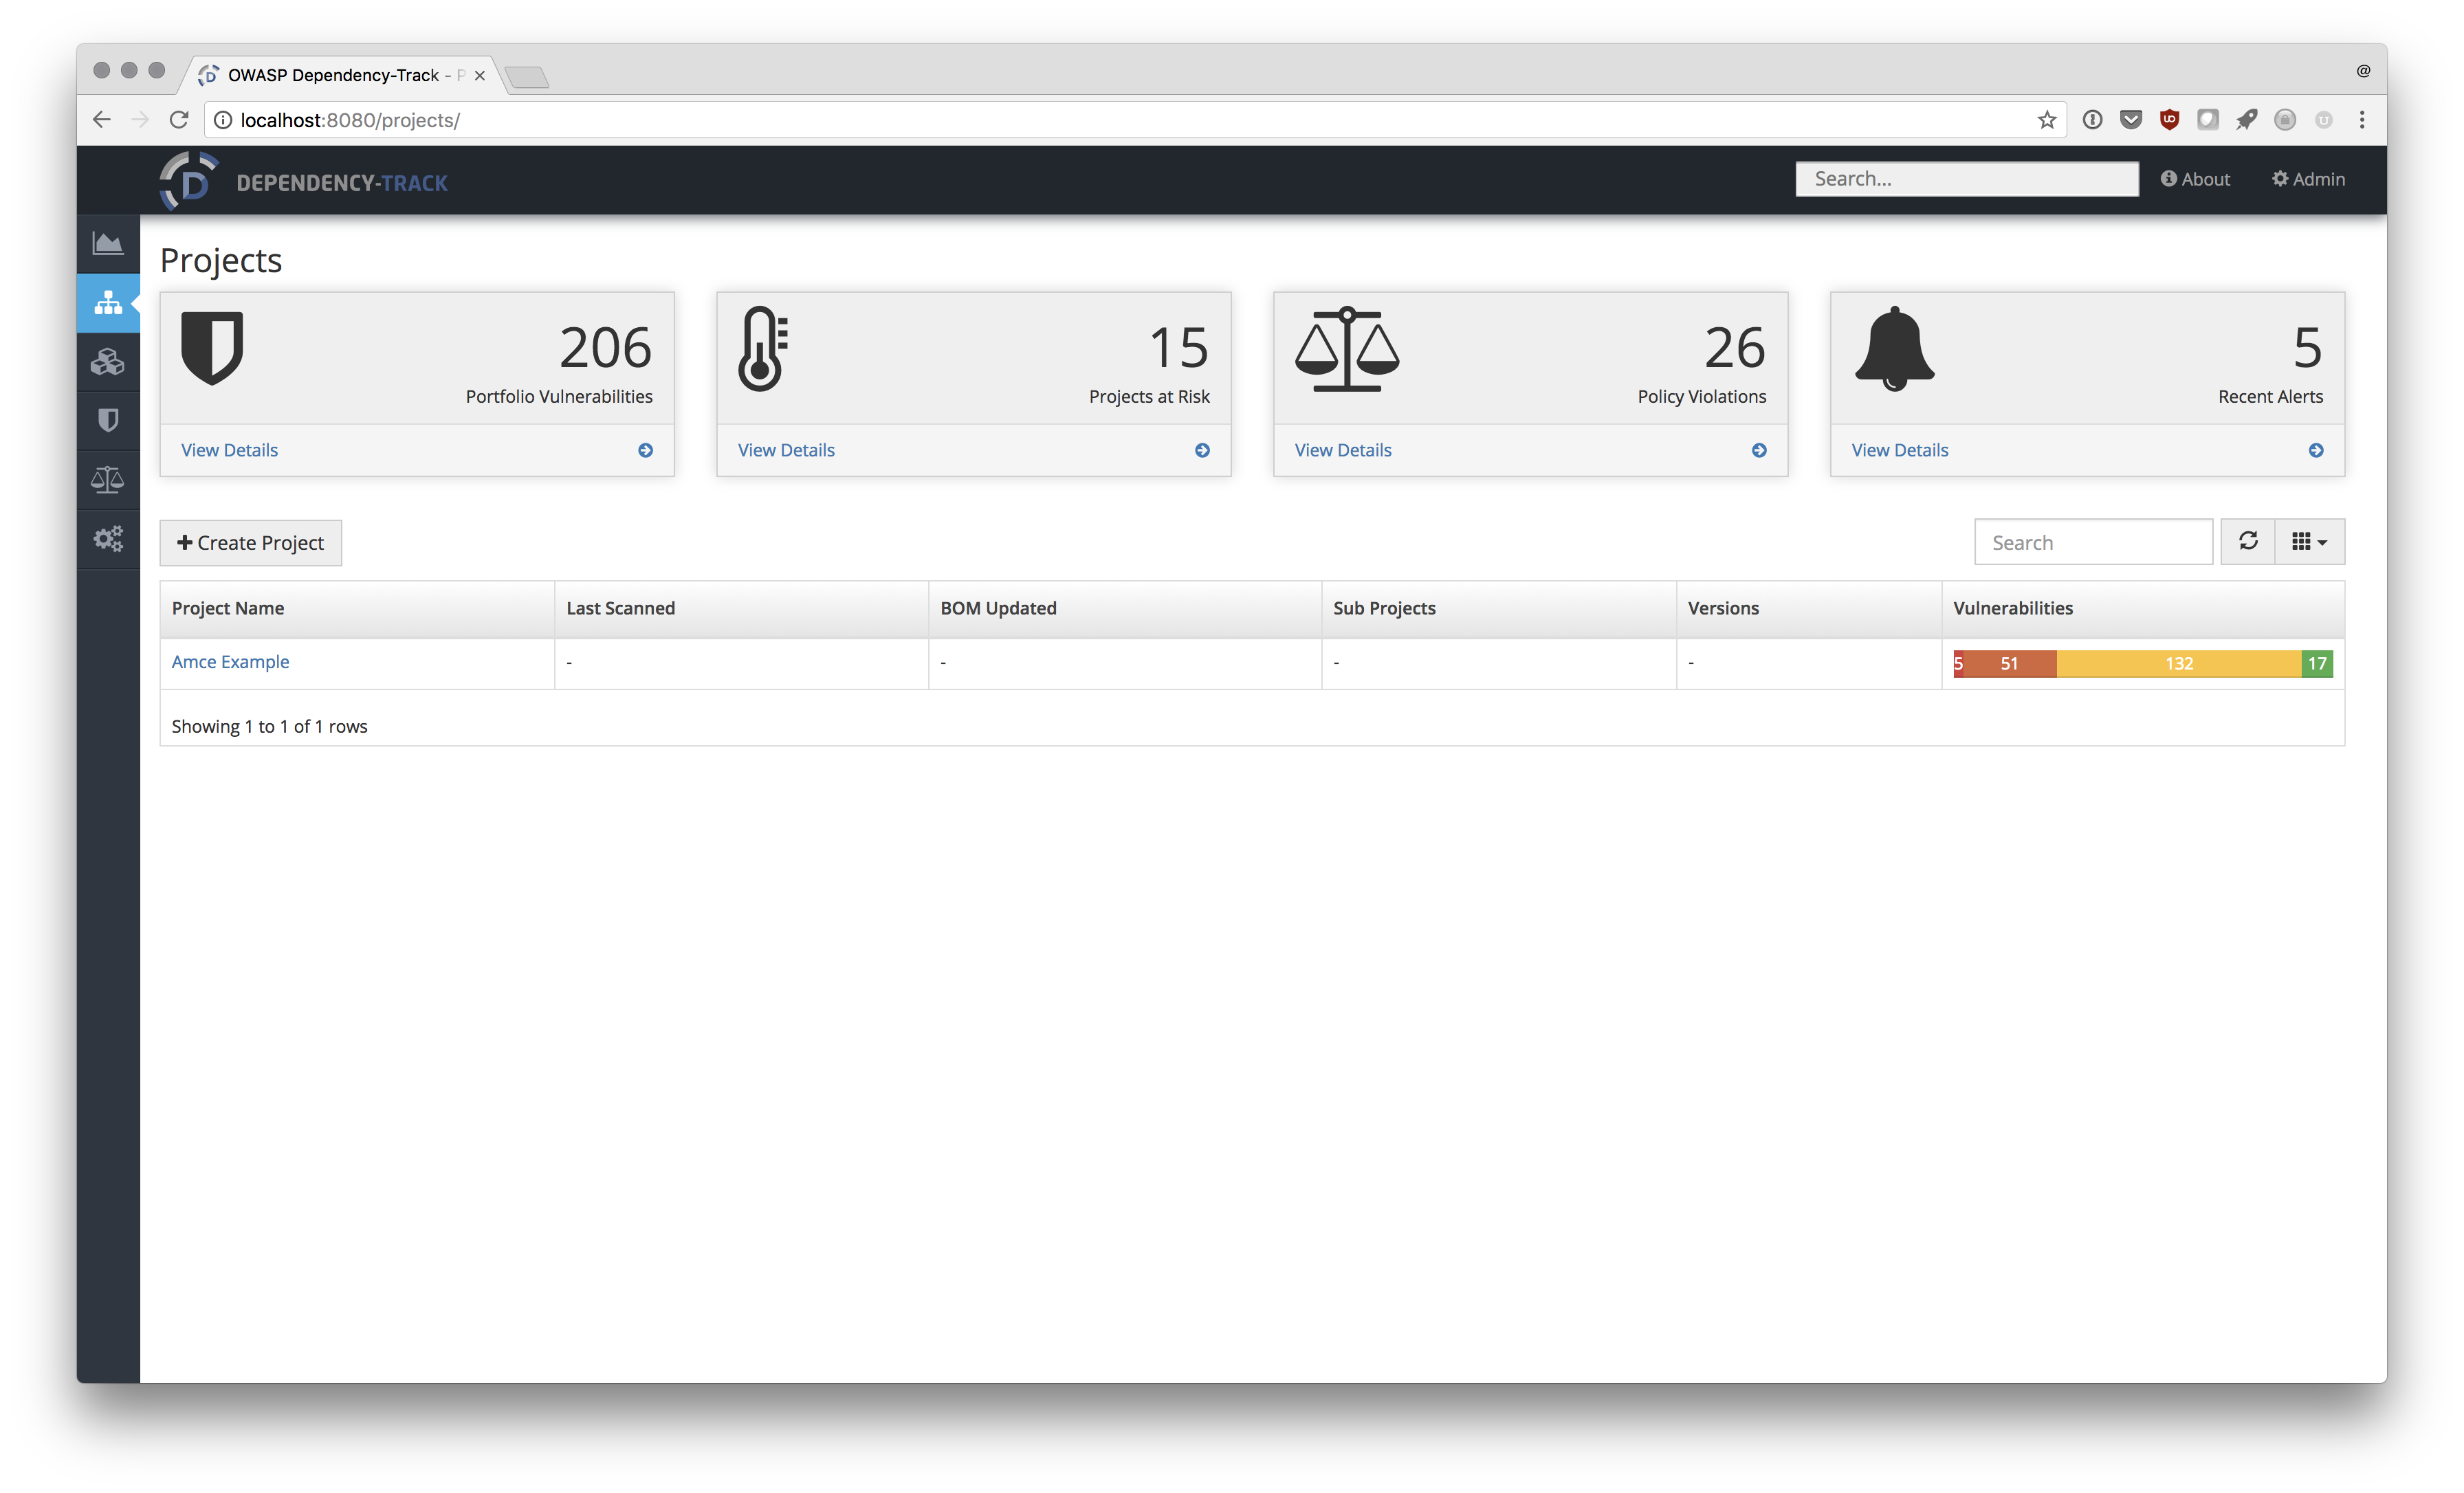 OWASP Dependency-Track - P
@
localhost:8080/projects/
DEPENDENCY-TRACK
Search...
About
Admin
Projects
206
Portfolio Vulnerabilities
View Details
15
Projects at Risk
View Details
26
Policy Violations
View Details
5
Recent Alerts
View Details
Create Project
Search
Project Name Last Scanned BOM Updated Sub Projects Versions Vulnerabilities
Amce Example - - - - 5 51 132 17
Showing 1 to 1 of 1 rows